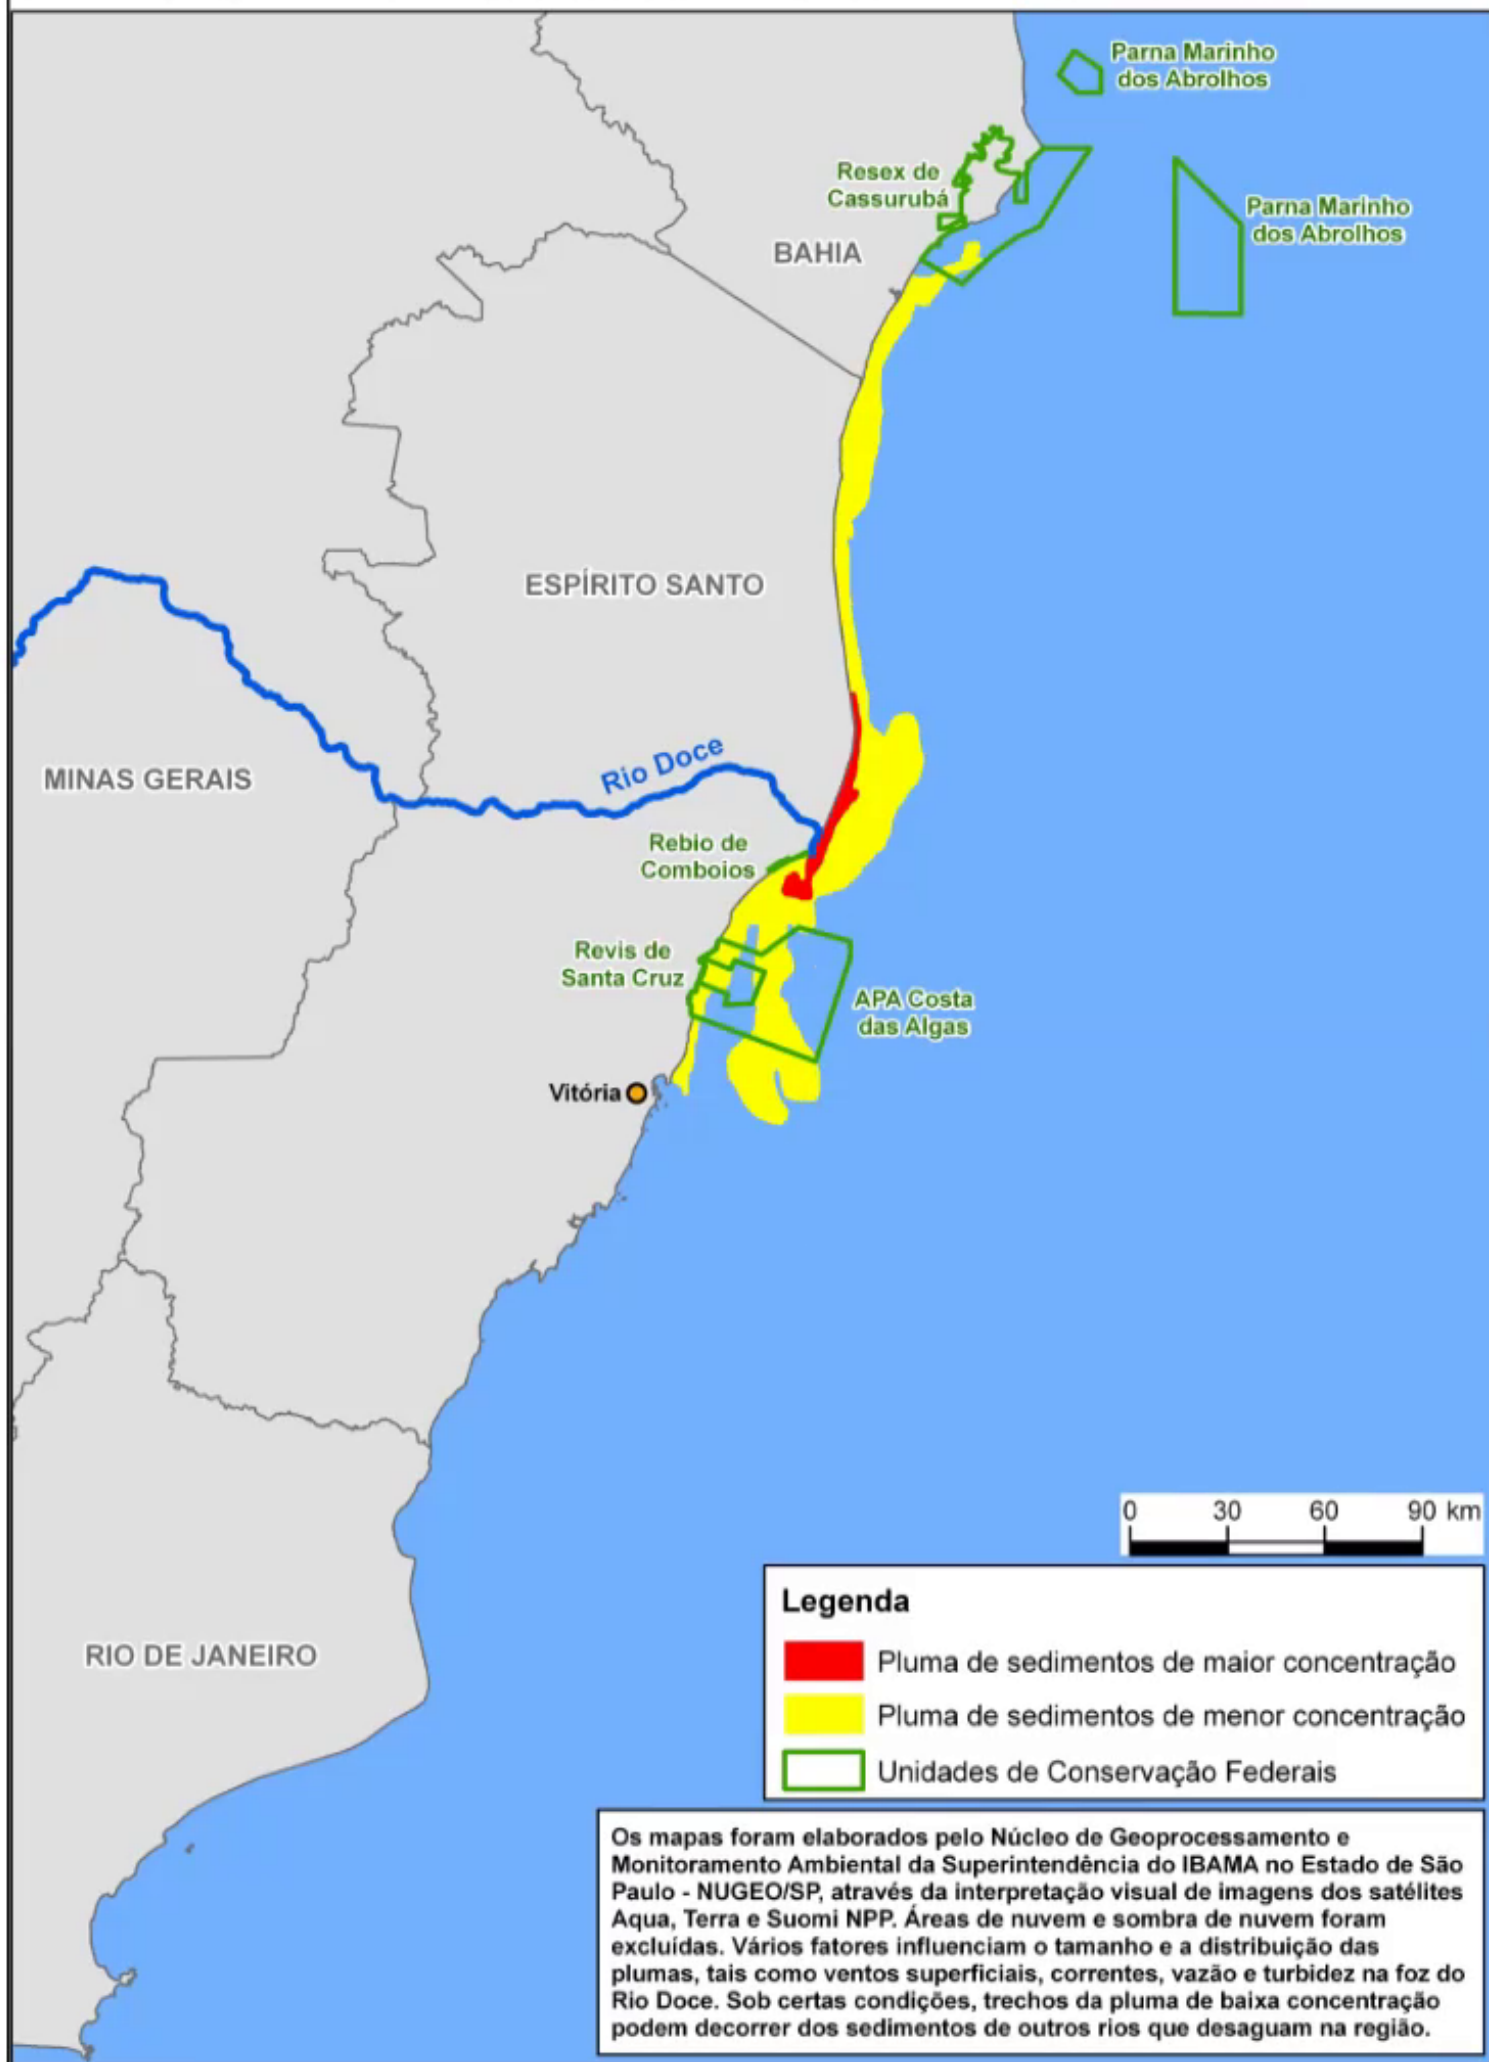 Parna Marinho
dos Abrolhos
Resex de
Cassurubá
Parna Marinho
dos Abrolhos
BAHIA
ESPÍRITO SANTO
Rio Doce
MINAS GERAIS
Rebio de
Comboios
Revis de
Santa Cruz
APA Costa
das Algas
Vitória
0 30 60 90 km
RIO DE JANEIRO
Legenda
Pluma de sedimentos de maior concentração
Pluma de sedimentos de menor concentração
Unidades de Conservação Federais
Os mapas foram elaborados pelo Núcleo de Geoprocessamento e
Monitoramento Ambiental da Superintendência do IBAMA no Estado de São
Paulo - NUGEO/SP, através da interpretação visual de imagens dos satélites
Aqua, Terra e Suomi NPP. Áreas de nuvem e sombra de nuvem foram
excluídas. Vários fatores influenciam o tamanho e a distribuição das
plumas, tais como ventos superficiais, correntes, vazão e turbidez na foz do
Rio Doce. Sob certas condições, trechos da pluma de baixa concentração
podem decorrer dos sedimentos de outros rios que desaguam na região.